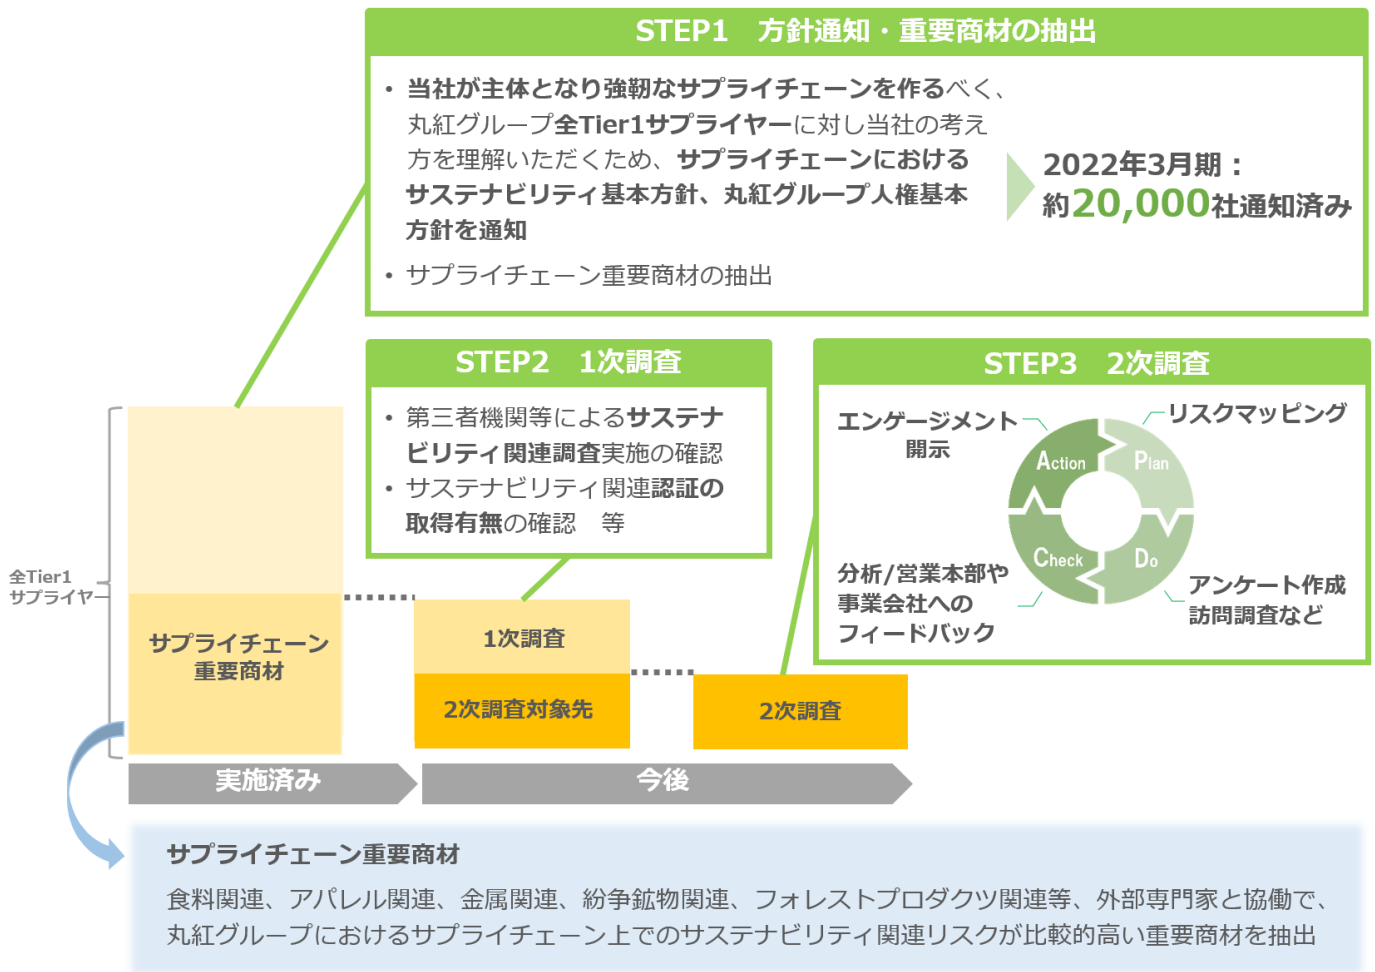 STEP1　方針通知・重要商材の抽出
• 当社が主体となり強靭なサプライチェーンを作るべく、
丸紅グループ全Tier1サプライヤーに対し当社の考え
方を理解いただくため、サプライチェーンにおける
サステナビリティ基本方針、丸紅グループ人権基本
方針を通知
• サプライチェーン重要商材の抽出
2022年3月期：
約20,000社通知済み
STEP2　1次調査
• 第三者機関等によるサステナ
ビリティ関連調査実施の確認
• サステナビリティ関連認証の
取得有無の確認　等
STEP3　2次調査
エンゲージメント
開示
リスクマッピング
Action
Plan
Check
Do
分析/営業本部や
事業会社への
フィードバック
アンケート作成
訪問調査など
全Tier1
サプライヤー
サプライチェーン
重要商材
1次調査
2次調査対象先
2次調査
実施済み
今後
サプライチェーン重要商材
食料関連、アパレル関連、金属関連、紛争鉱物関連、フォレストプロダクツ関連等、外部専門家と協働で、
丸紅グループにおけるサプライチェーン上でのサステナビリティ関連リスクが比較的高い重要商材を抽出